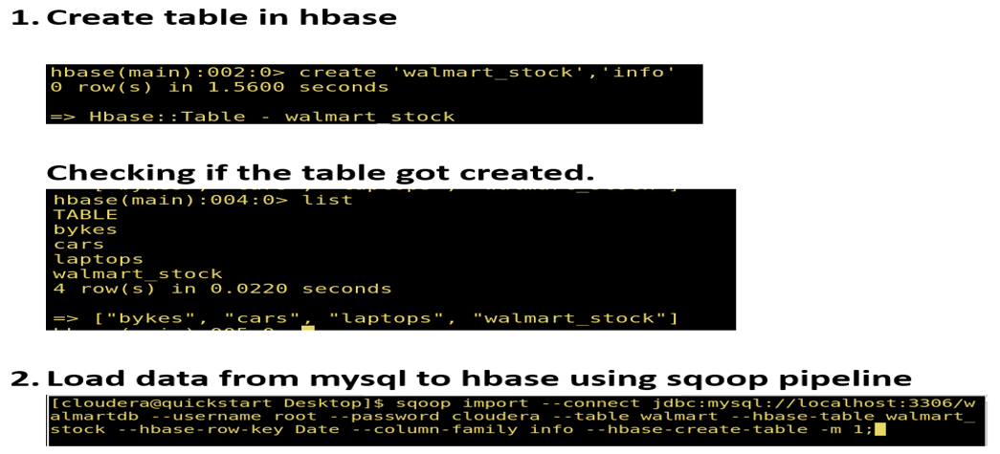 1. Create table in hbase
hbase(main):002:0> create 'walmart_stock','info'
0 row(s) in 1.5600 seconds
=> Hbase::Table - walmart_stock
Checking if the table got created.
hbase(main):004:0> list
TABLE
bykes
cars
laptops
walmart_stock
4 row(s) in 0.0220 seconds
=> ["bykes", "cars", "laptops", "walmart_stock"]
2. Load data from mysql to hbase using sqoop pipeline
[cloudera@quickstart Desktop]$ sqoop import --connect jdbc:mysql://localhost:3306/w
almartdb --username root --password cloudera --table walmart --hbase-table walmart_
stock --hbase-row-key Date --column-family info --hbase-create-table -m 1;